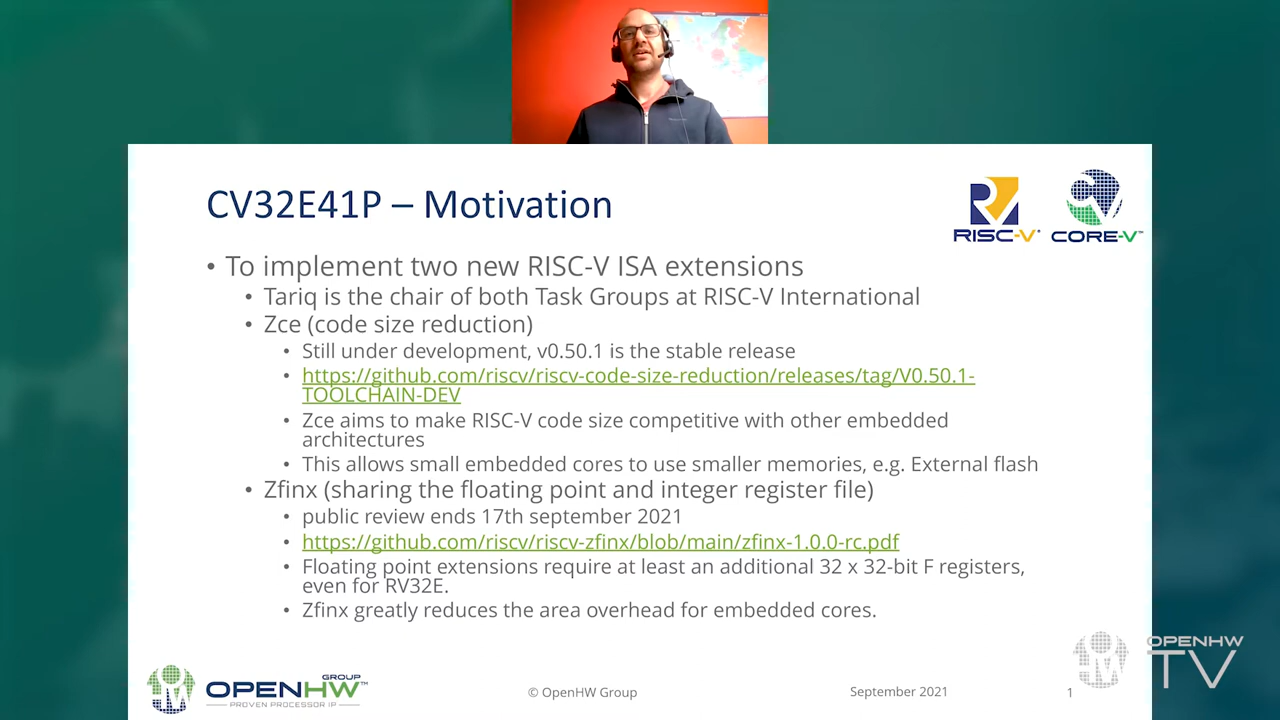 CV32E41P – Motivation
RISC-V®
CORE-V™
• To implement two new RISC-V ISA extensions
• Tariq is the chair of both Task Groups at RISC-V International
• Zce (code size reduction)
• Still under development, v0.50.1 is the stable release
• https://github.com/riscv/riscv-code-size-reduction/releases/tag/V0.50.1-
TOOLCHAIN-DEV
• Zce aims to make RISC-V code size competitive with other embedded
architectures
• This allows small embedded cores to use smaller memories, e.g. External flash
• Zfinx (sharing the floating point and integer register file)
• public review ends 17th september 2021
• https://github.com/riscv/riscv-zfinx/blob/main/zfinx-1.0.0-rc.pdf
• Floating point extensions require at least an additional 32 x 32-bit F registers,
even for RV32E.
• Zfinx greatly reduces the area overhead for embedded cores.
GROUP
OPENHW™
PROVEN PROCESSOR IP
© OpenHW Group
September 2021
1
OPENHW
TV